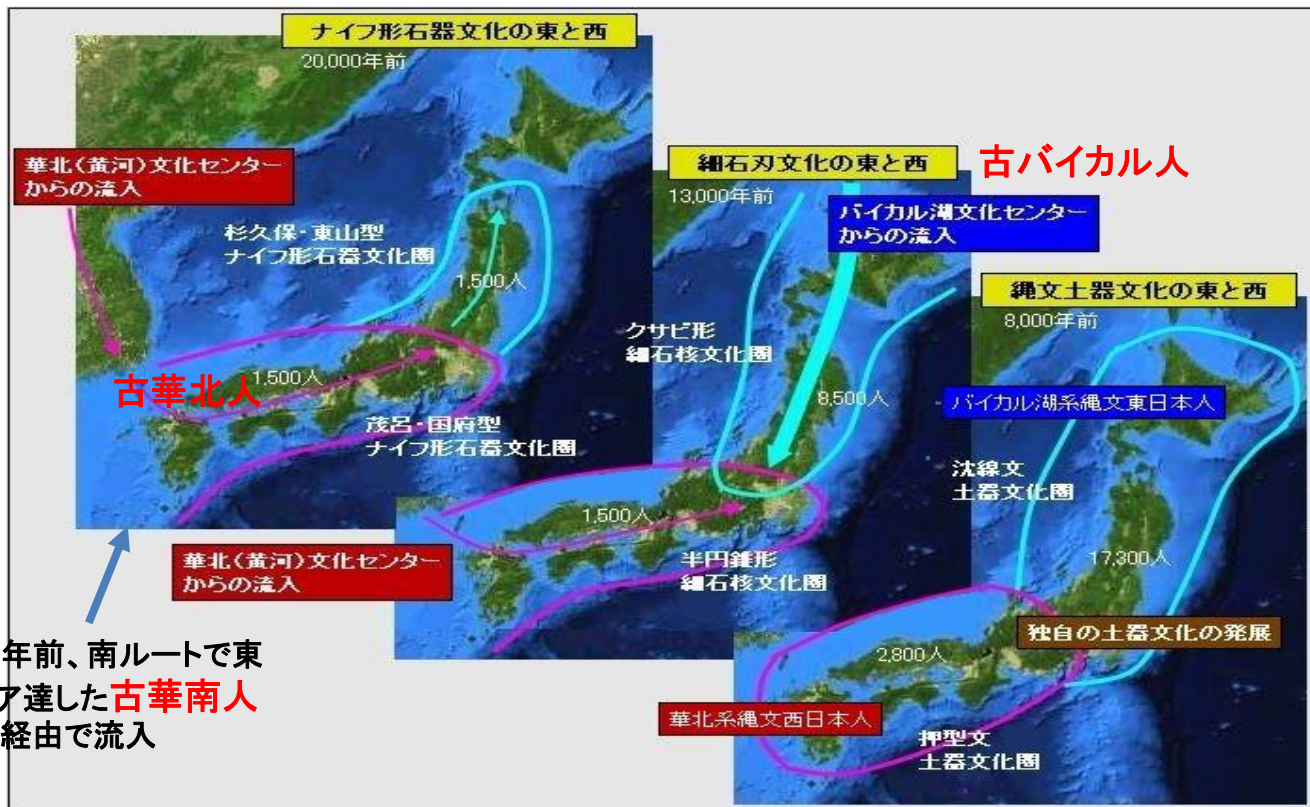 ナイフ形石器文化の東と西
20,000年前
華北(黄河)文化センター
からの流入
杉久保・東山型
ナイフ形石器文化圏
1,500人
1,500人
古華北人
茂呂・国府型
ナイフ形石器文化圏
年前、南ルートで東
ア達した古華南人
経由で流入
細石刃文化の東と西
古バイカル人
13,000年前
バイカル湖文化センター
からの流入
クサビ形
細石核文化圏
8,500人
1,500人
華北(黄河)文化センター
からの流入
半円錐形
細石核文化圏
縄文土器文化の東と西
8,000年前
バイカル湖系縄文東日本人
沈線文
土器文化圏
17,300人
独自の土器文化の発展
2,800人
華北系縄文西日本人
押型文
土器文化圏